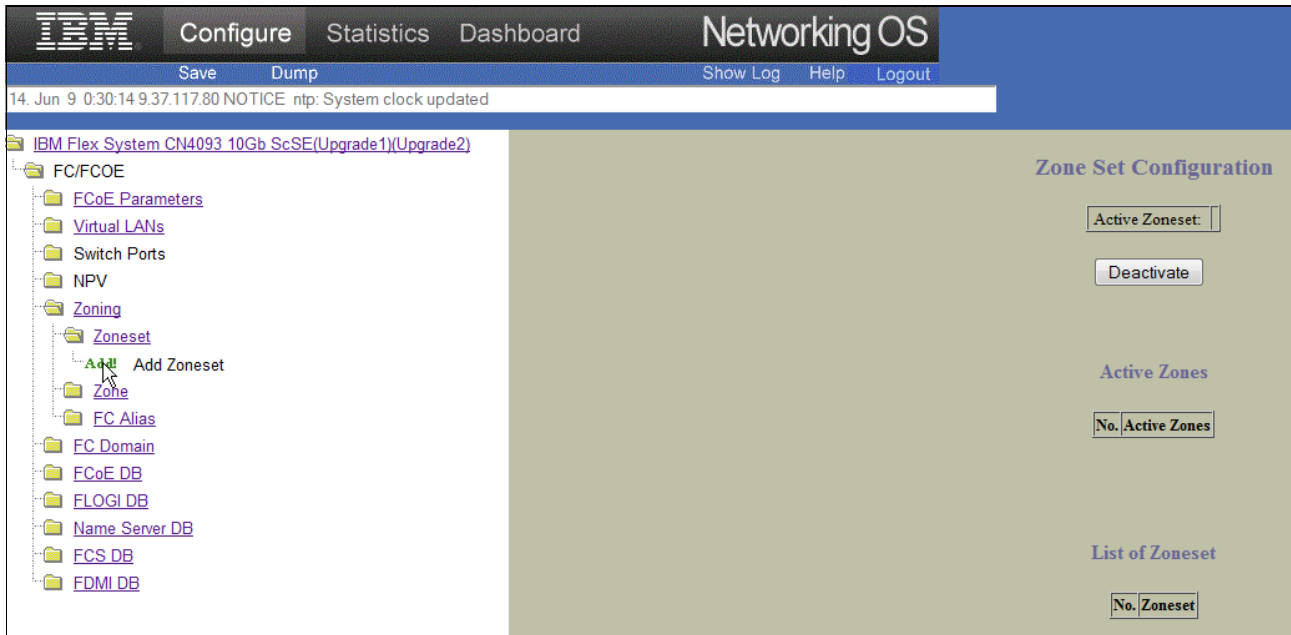 IBM Configure Statistics Dashboard Networking OS
Save Dump Show Log Help Logout
14. Jun 9 0:30:14 9.37.117.80 NOTICE ntp: System clock updated
IBM Flex System CN4093 10Gb ScSE(Upgrade1)(Upgrade2)
FC/FCOE
FCoE Parameters
Virtual LANs
Switch Ports
NPV
Zoning
Zoneset
Add! Add Zoneset
Zone
FC Alias
FC Domain
FCoE DB
FLOGI DB
Name Server DB
FCS DB
FDMI DB
Zone Set Configuration
Active Zoneset:
Deactivate
Active Zones
No. Active Zones
List of Zoneset
No. Zoneset